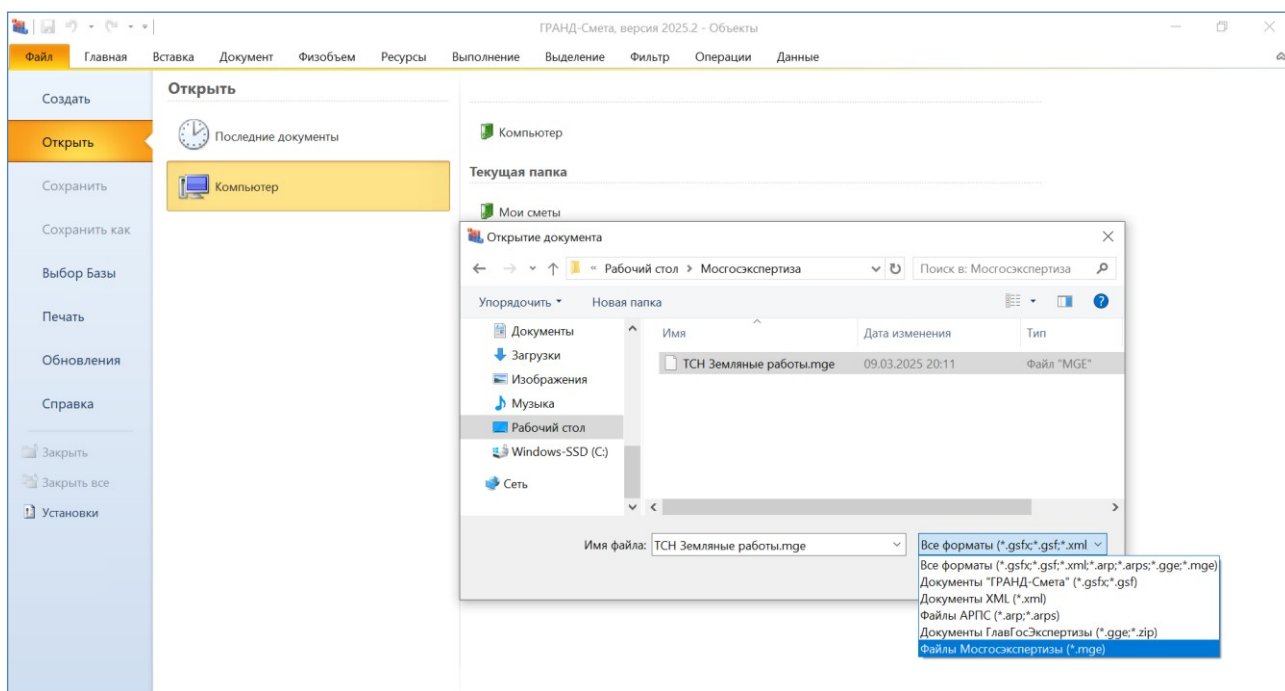 ГРАНД-Смета, версия 2025.2 - Объекты
Файл Главная Вставка Документ Физобъем Ресурсы Выполнение Выделение Фильтр Операции Данные
Создать
Открыть
Сохранить
Сохранить как
Выбор Базы
Печать
Обновления
Справка
Закрыть
Закрыть все
Установки
Открыть
Последние документы
Компьютер
Компьютер
Текущая папка
Мои сметы
Открытие документа
« Рабочий стол > Мосгосэкспертиза
Поиск в: Мосгосэкспертиза
Упорядочить Новая папка
Документы
Загрузки
Изображения
Музыка
Рабочий стол
Windows-SSD (C:)
Сеть
Имя Дата изменения Тип
ТСН Земляные работы.mge 09.03.2025 20:11 Файл "MGE"
Имя файла: ТСН Земляные работы.mge
Все форматы (*.gsfx;*.gsf;*.xml
Все форматы (*.gsfx;*.gsf;*.xml;*.arp;*.arps;*.gge;*.mge)
Документы "ГРАНД-Смета" (*.gsfx;*.gsf)
Документы XML (*.xml)
Файлы АРПС (*.arp;*.arps)
Документы ГлавГосЭкспертизы (*.gge;*.zip)
Файлы Мосгосэкспертизы (*.mge)